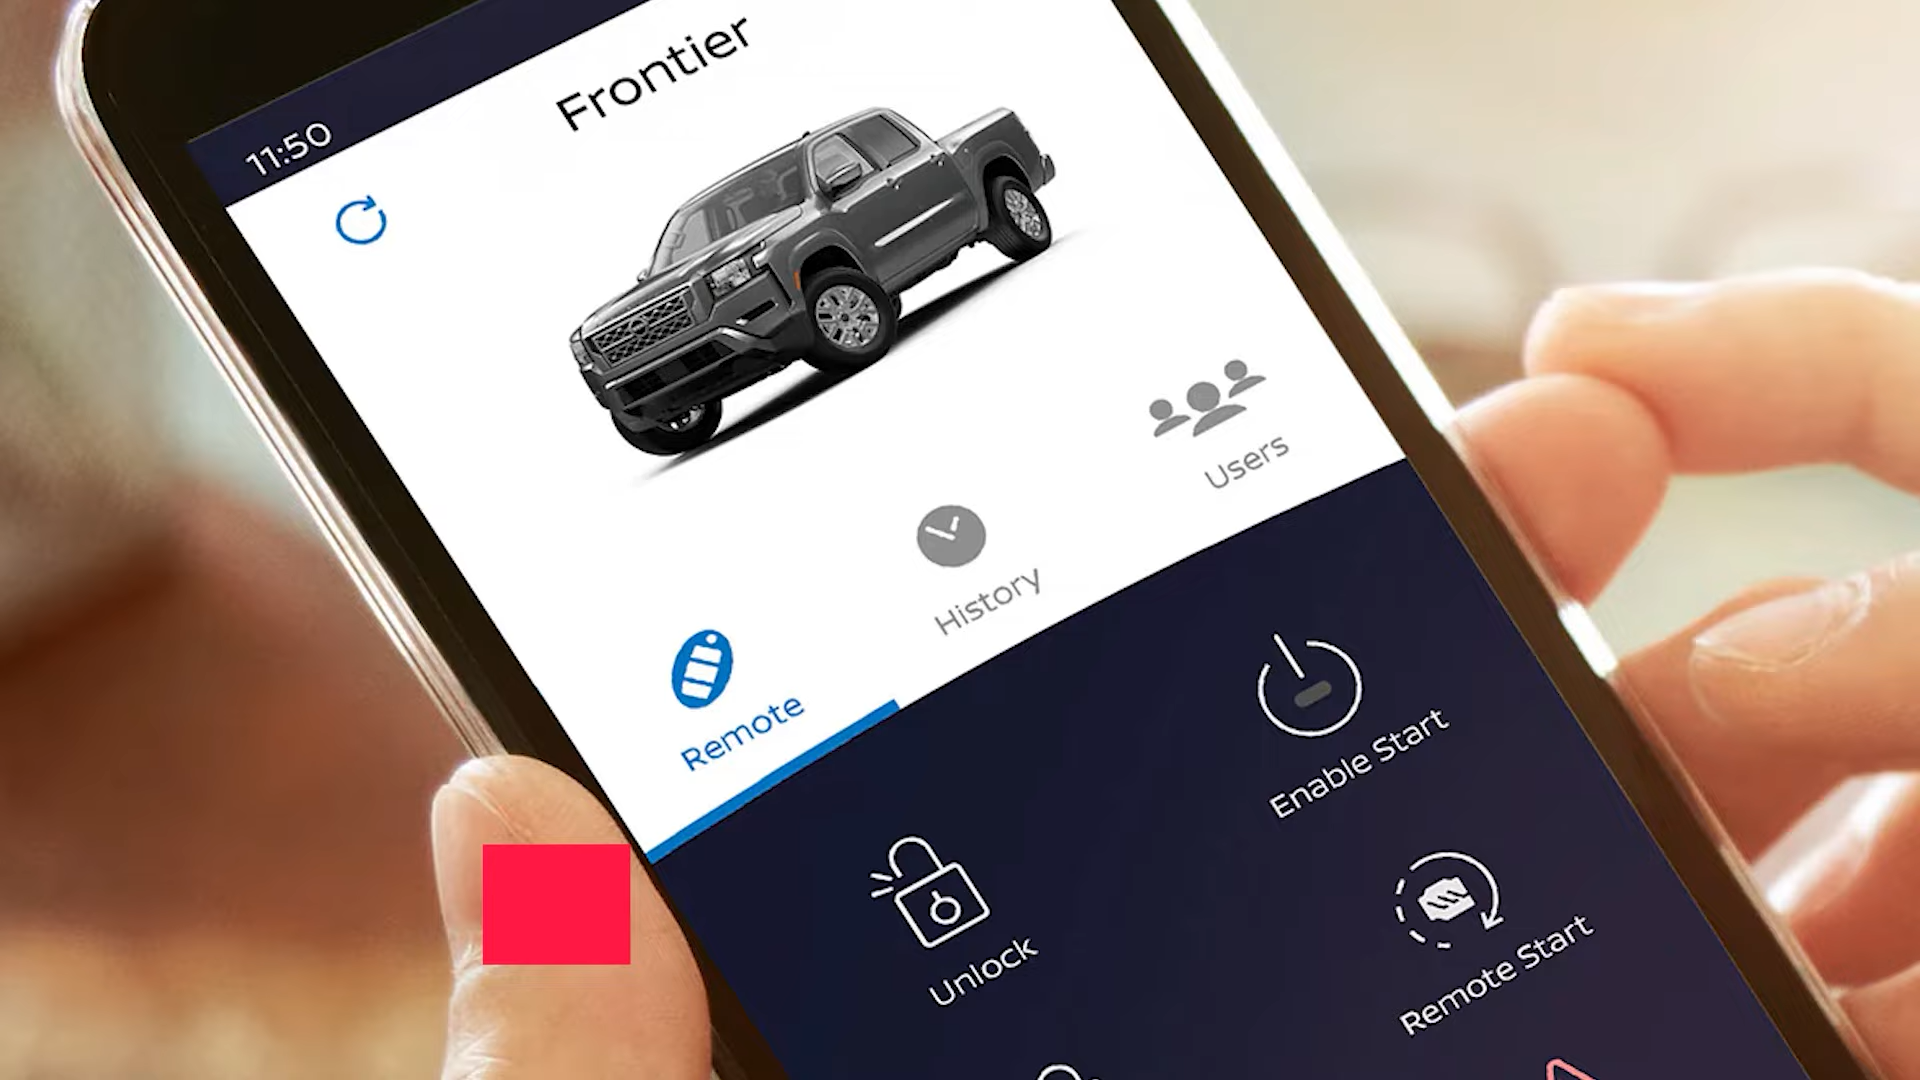 11:50
Frontier
Users
History
Remote
Enable Start
Unlock
Remote Start